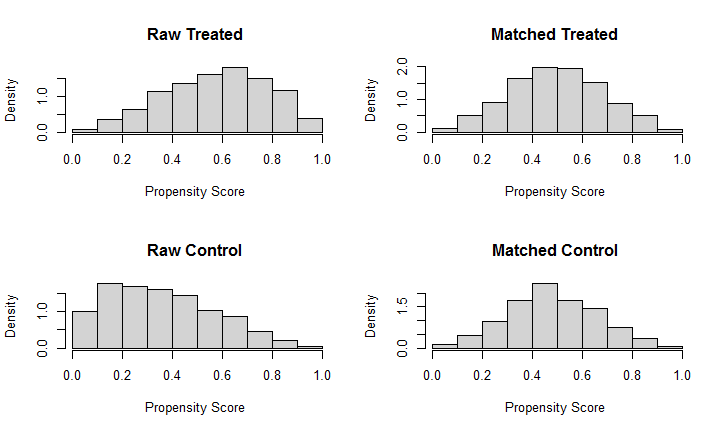 Raw Treated
Density
0.0 1.0
0.0 0.2 0.4 0.6 0.8 1.0
Propensity Score
Matched Treated
Density
0.0 1.0 2.0
0.0 0.2 0.4 0.6 0.8 1.0
Propensity Score
Raw Control
Density
0.0 1.0
0.0 0.2 0.4 0.6 0.8 1.0
Propensity Score
Matched Control
Density
0.0 1.5
0.0 0.2 0.4 0.6 0.8 1.0
Propensity Score